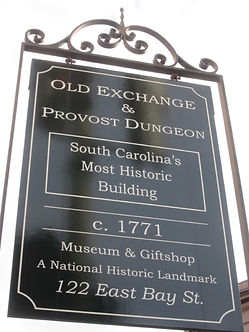 OLD EXCHANGE
&
PROVOST DUNGEON
South Carolina's
Most Historic
Building
c. 1771
Museum & Giftshop
A National Historic Landmark
122 East Bay St.